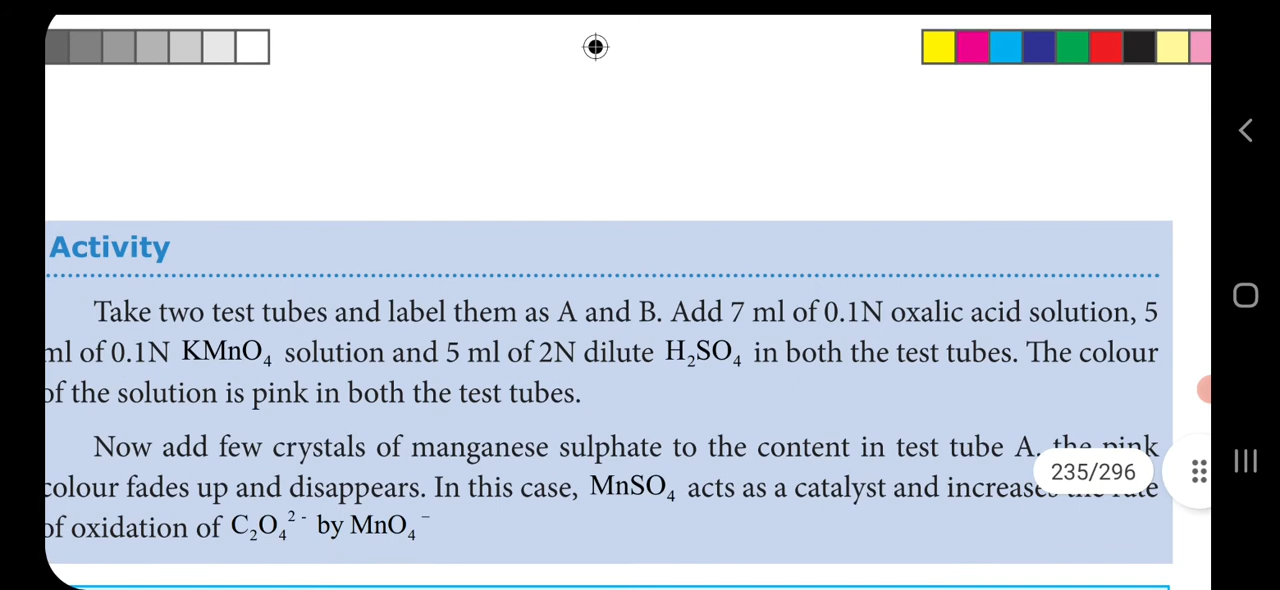 Activity
Take two test tubes and label them as A and B. Add 7 ml of 0.1N oxalic acid solution, 5
ml of 0.1N KMnO₄ solution and 5 ml of 2N dilute H₂SO₄ in both the test tubes. The colour
of the solution is pink in both the test tubes.
Now add few crystals of manganese sulphate to the content in test tube A, the pink
colour fades up and disappears. In this case, MnSO₄ acts as a catalyst and increases the rate
of oxidation of C₂O₄²⁻ by MnO₄⁻
235/296